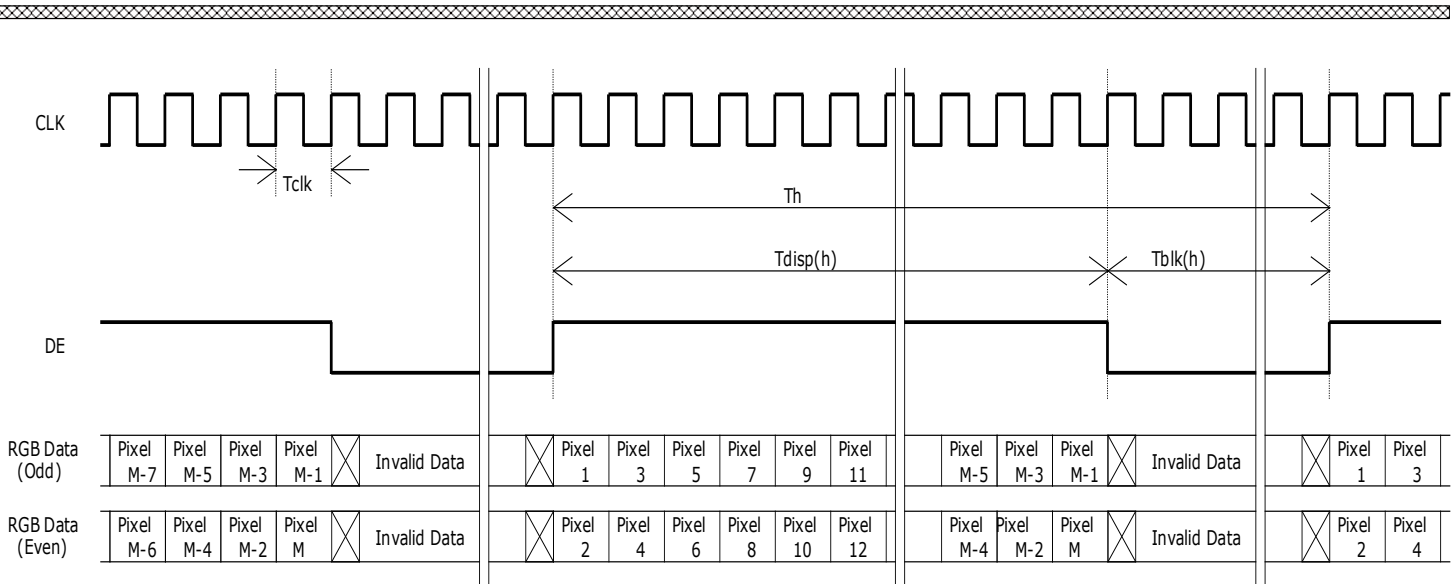 CLK
Tclk
Th
Tdisp(h)
Tblk(h)
DE
RGB Data
(Odd)
Pixel M-7 Pixel M-5 Pixel M-3 Pixel M-1 Invalid Data Pixel 1 Pixel 3 Pixel 5 Pixel 7 Pixel 9 Pixel 11 Pixel M-5 Pixel M-3 Pixel M-1 Invalid Data Pixel 1 Pixel 3
RGB Data
(Even)
Pixel M-6 Pixel M-4 Pixel M-2 Pixel M Invalid Data Pixel 2 Pixel 4 Pixel 6 Pixel 8 Pixel 10 Pixel 12 Pixel M-4 Pixel M-2 Pixel M Invalid Data Pixel 2 Pixel 4